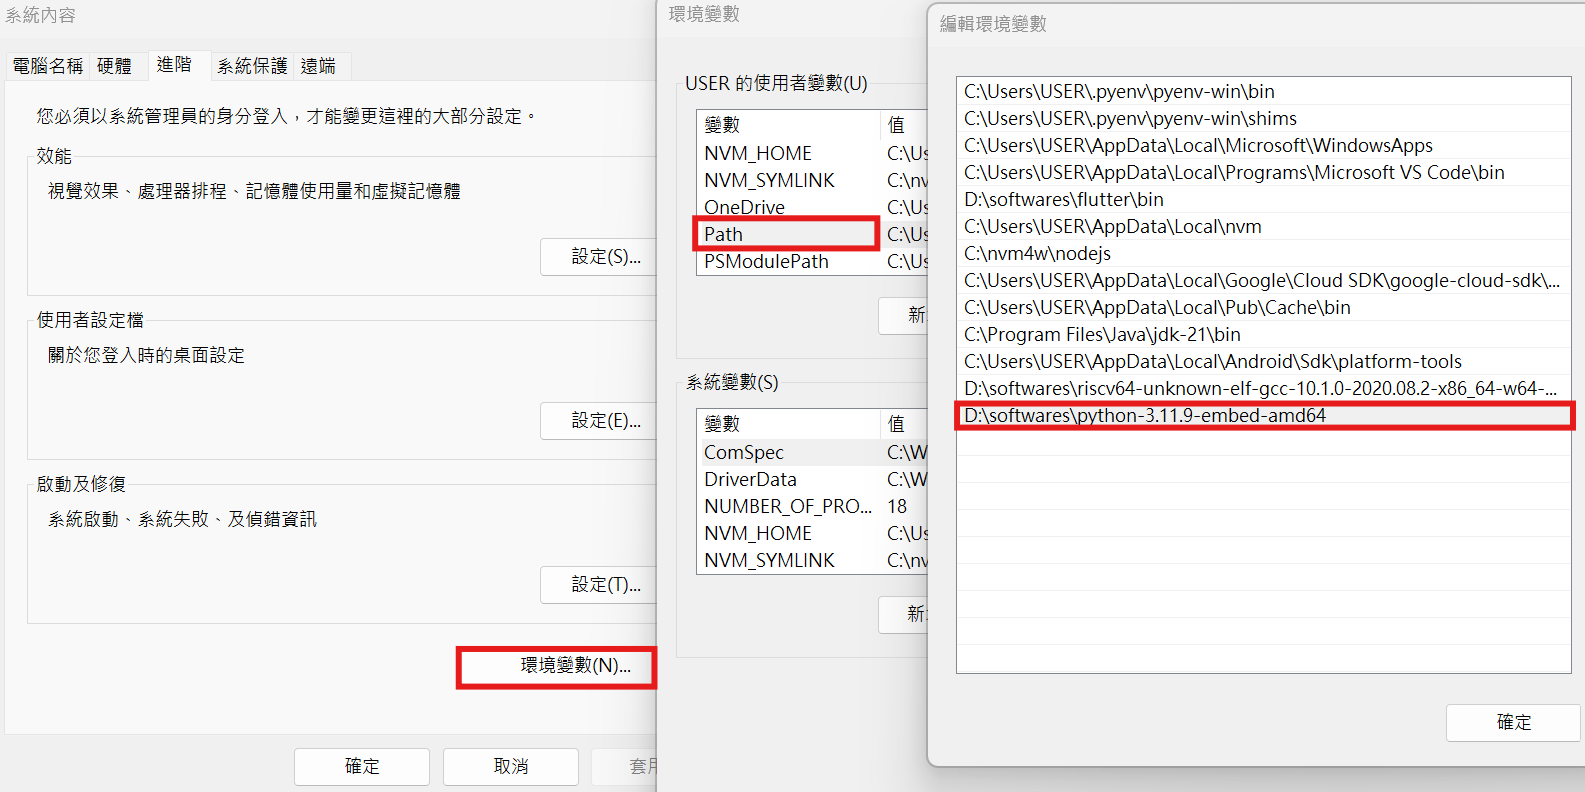 系統內容
電腦名稱 硬體 進階 系統保護 遠端
您必須以系統管理員的身分登入，才能變更這裡的大部分設定。
效能
視覺效果、處理器排程、記憶體使用量和虛擬記憶體
設定(S)...
使用者設定檔
關於您登入時的桌面設定
設定(E)...
啟動及修復
系統啟動、系統失敗、及偵錯資訊
設定(T)...
環境變數(N)...
確定 取消
環境變數
USER 的使用者變數(U)
變數 值
NVM_HOME C:\Us
NVM_SYMLINK C:\nv
OneDrive C:\Us
Path C:\Us
PSModulePath C:\Us
新
系統變數(S)
變數 值
ComSpec C:\W
DriverData C:\W
NUMBER_OF_PRO... 18
NVM_HOME C:\Us
NVM_SYMLINK C:\nv
新
編輯環境變數
C:\Users\USER\.pyenv\pyenv-win\bin
C:\Users\USER\.pyenv\pyenv-win\shims
C:\Users\USER\AppData\Local\Microsoft\WindowsApps
C:\Users\USER\AppData\Local\Programs\Microsoft VS Code\bin
D:\softwares\flutter\bin
C:\Users\USER\AppData\Local\nvm
C:\nvm4w\nodejs
C:\Users\USER\AppData\Local\Google\Cloud SDK\google-cloud-sdk\...
C:\Users\USER\AppData\Local\Pub\Cache\bin
C:\Program Files\Java\jdk-21\bin
C:\Users\USER\AppData\Local\Android\Sdk\platform-tools
D:\softwares\riscv64-unknown-elf-gcc-10.1.0-2020.08.2-x86_64-w64-...
D:\softwares\python-3.11.9-embed-amd64
確定